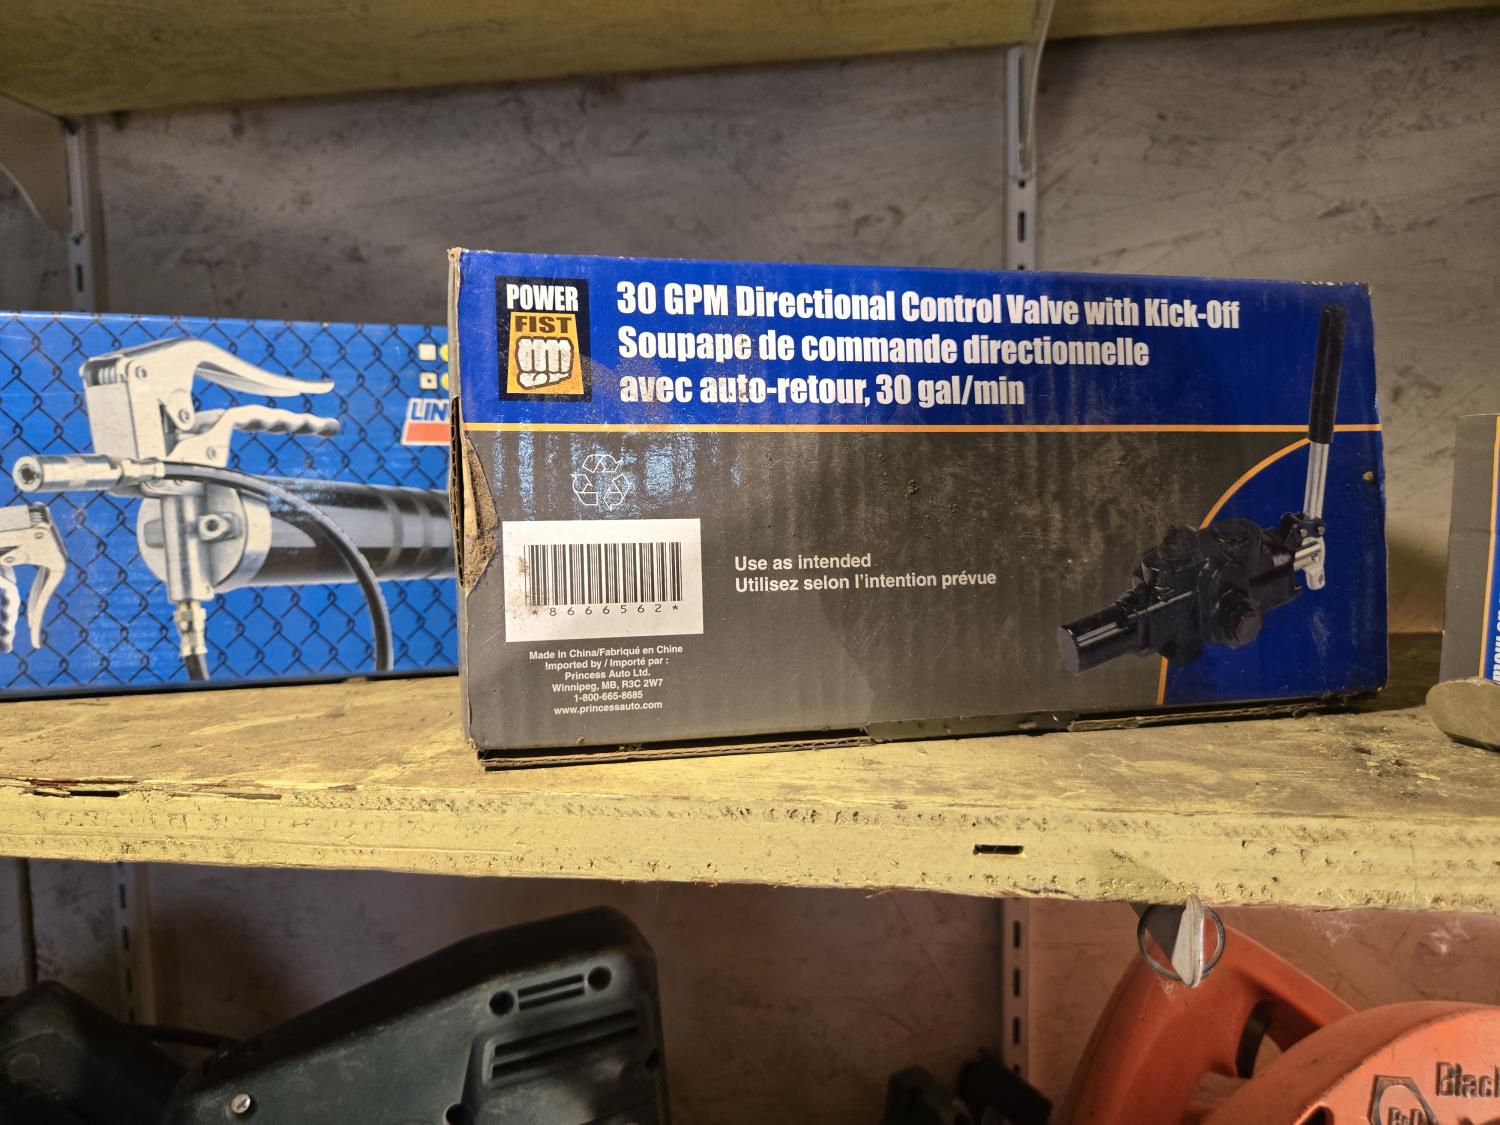 POWER
FIST
30 GPM Directional Control Valve with Kick-Off
Soupape de commande directionnelle
avec auto-retour, 30 gal/min
*8666562*
Use as intended
Utilisez selon l'intention prévue
Made in China/Fabriqué en Chine
Imported by / Importé par :
Princess Auto Ltd.
Winnipeg, MB, R3C 2W7
1-800-665-8685
www.princessauto.com
LIN
Black
B&D